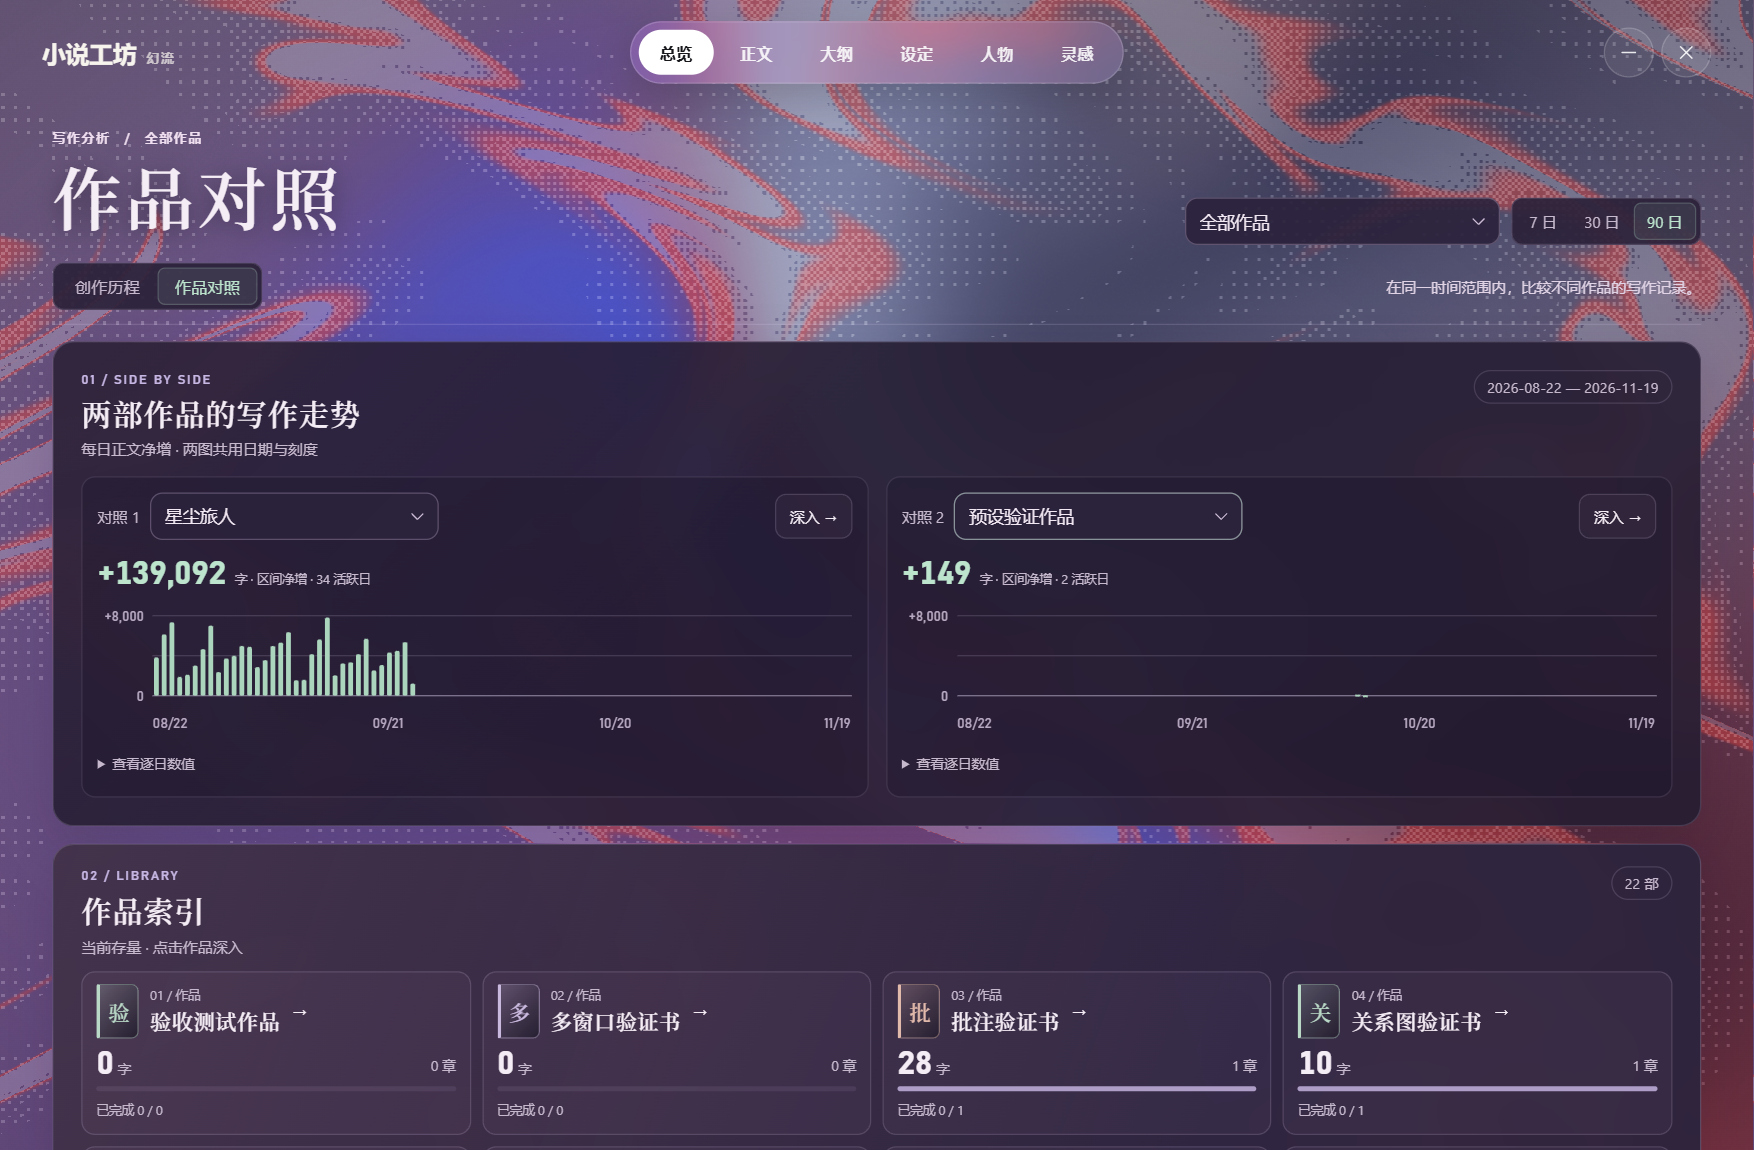 小说工坊 幻流
总览 正文 大纲 设定 人物 灵感
写作分析 / 全部作品
作品对照
全部作品
7 日 30 日 90 日
创作历程 作品对照
在同一时间范围内，比较不同作品的写作记录。
01 / SIDE BY SIDE
2026-08-22 — 2026-11-19
两部作品的写作走势
每日正文净增 · 两图共用日期与刻度
对照 1 星尘旅人 深入 →
+139,092 字 · 区间净增 · 34 活跃日
+8,000
0
08/22 09/21 10/20 11/19
▶ 查看逐日数值
对照 2 预设验证作品 深入 →
+149 字 · 区间净增 · 2 活跃日
+8,000
0
08/22 09/21 10/20 11/19
▶ 查看逐日数值
02 / LIBRARY
22 部
作品索引
当前存量 · 点击作品深入
验
01 / 作品
验收测试作品 →
0 字 0 章
已完成 0 / 0
多
02 / 作品
多窗口验证书 →
0 字 0 章
已完成 0 / 0
批
03 / 作品
批注验证书 →
28 字 1 章
已完成 0 / 1
关
04 / 作品
关系图验证书 →
10 字 1 章
已完成 0 / 1